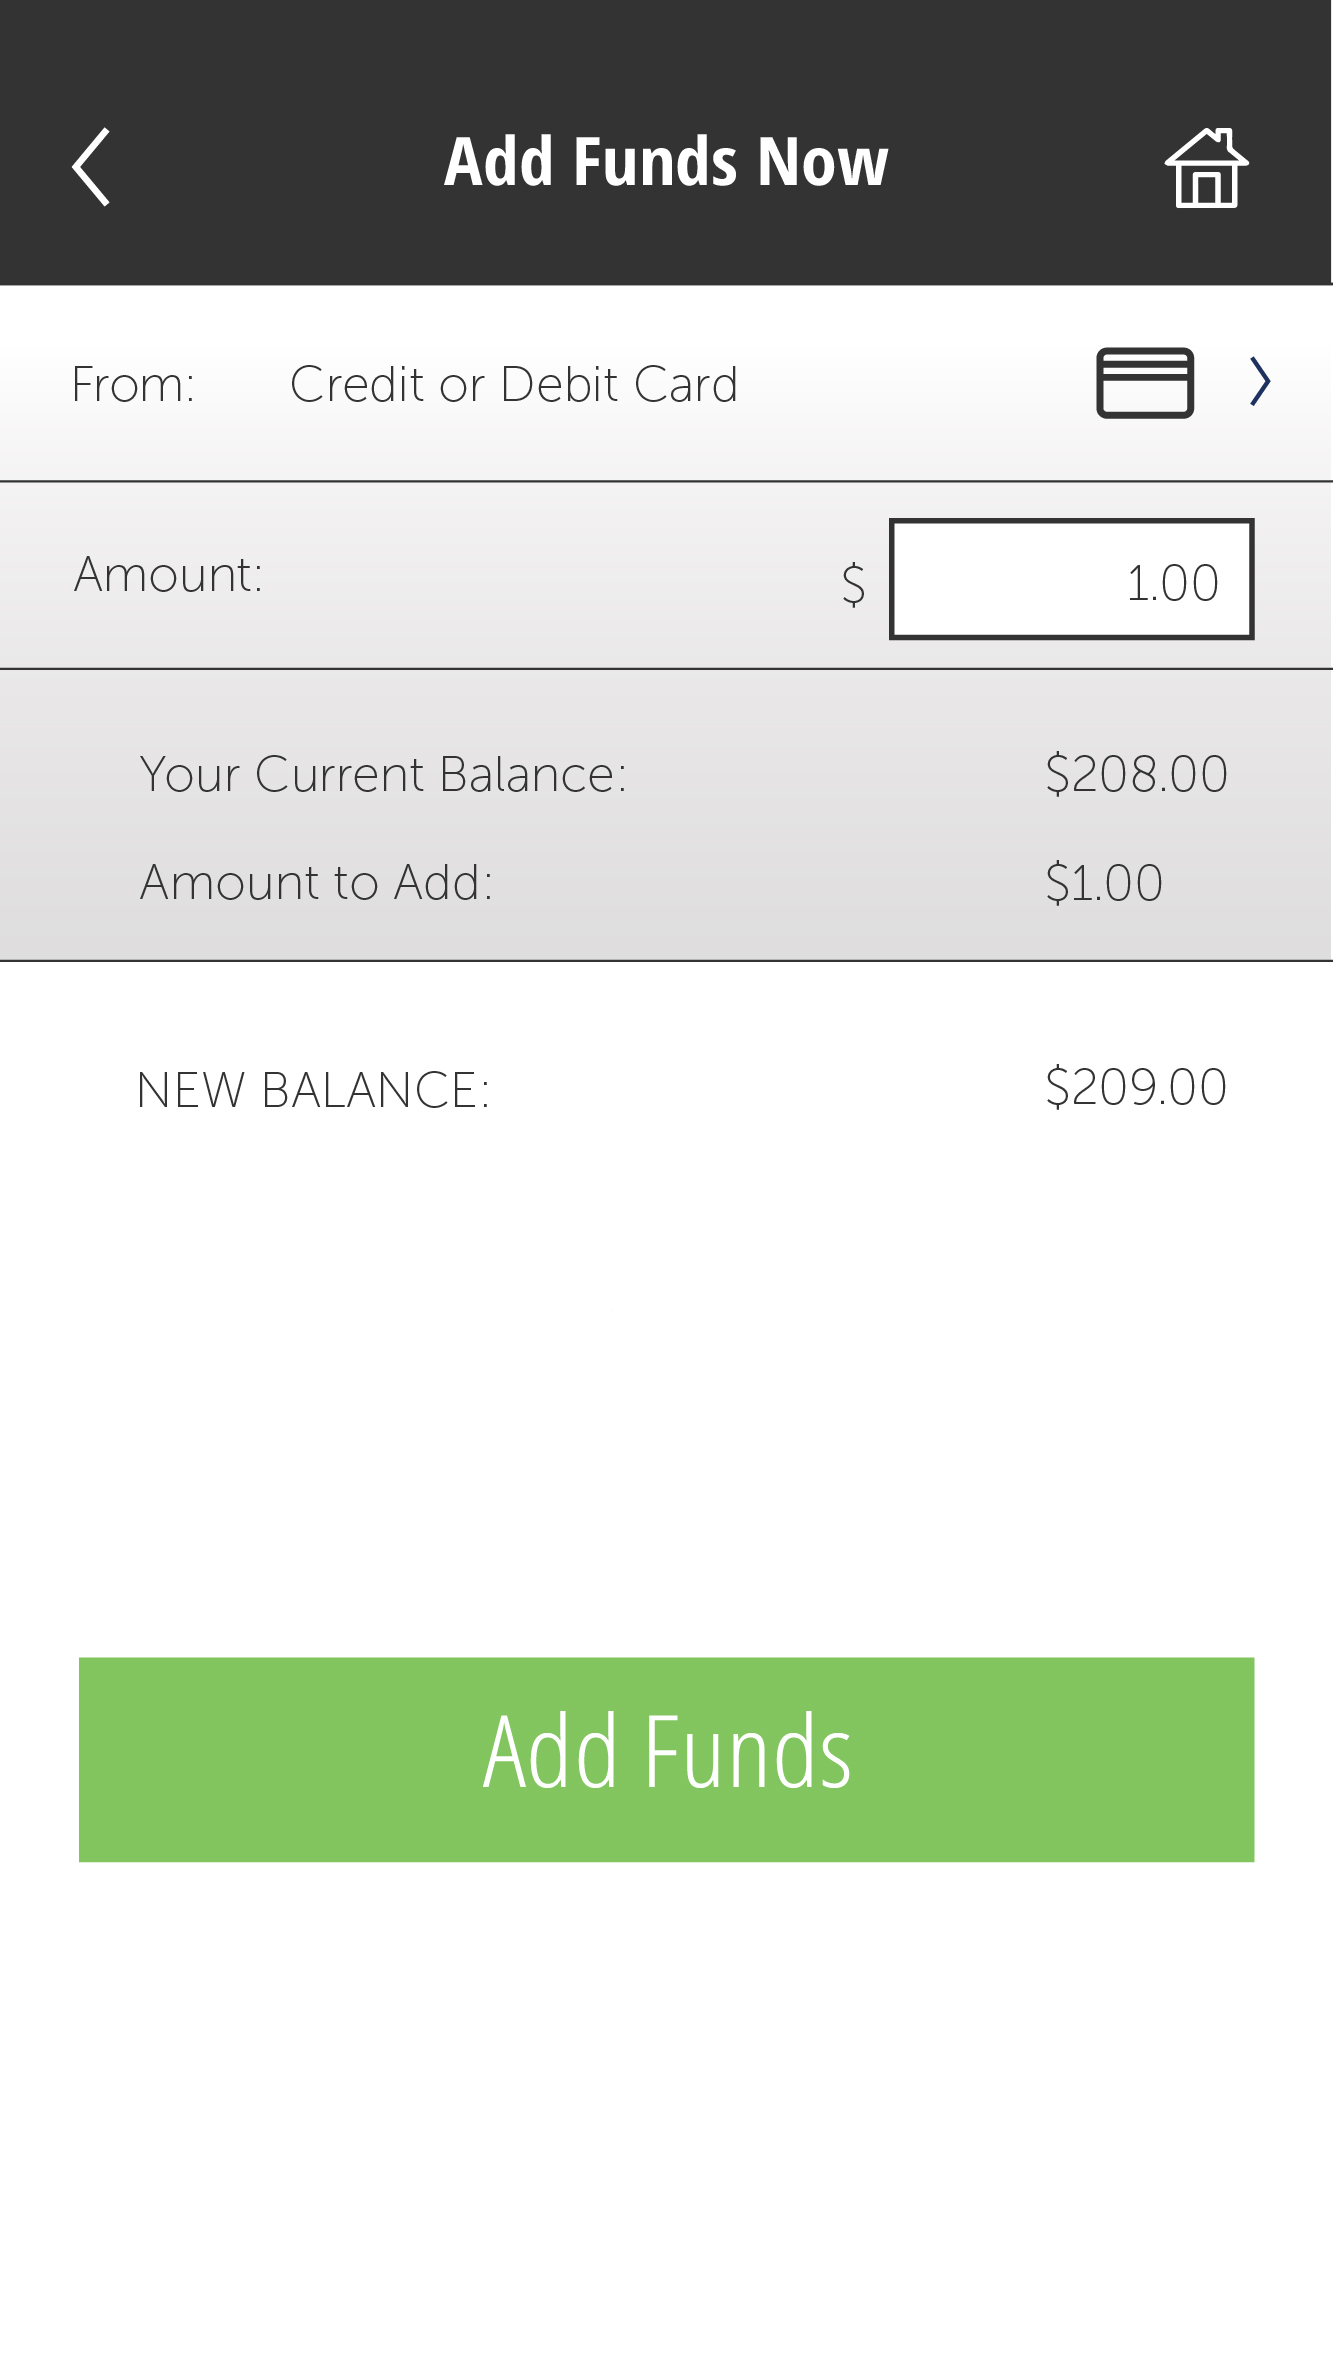 Add Funds Now
From: Credit or Debit Card
Amount: $ 1.00
Your Current Balance: $208.00
Amount to Add: $1.00
NEW BALANCE: $209.00
Add Funds